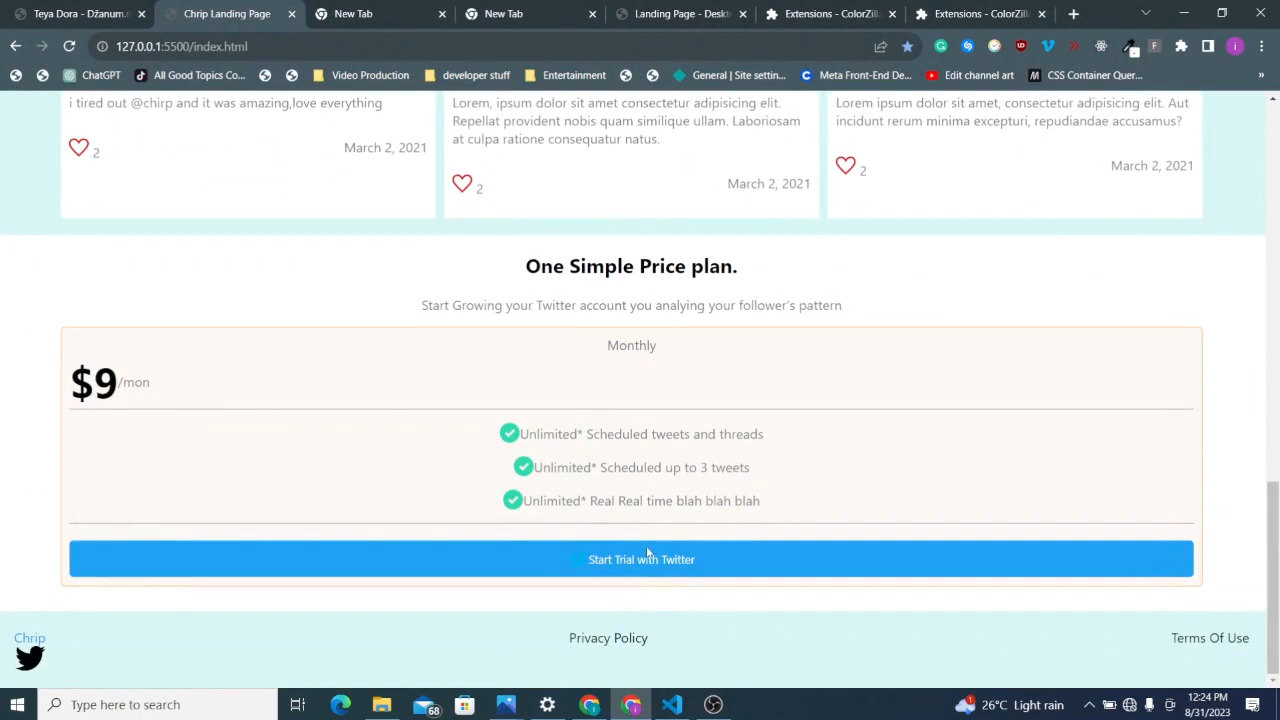 Teya Dora - Džanum.m
Chrip Landing Page
New Tab
New Tab
Landing Page - Deskt
Extensions - ColorZill
Extensions - ColorZill
127.0.0.1:5500/index.html
ChatGPT
All Good Topics Co...
Video Production
developer stuff
Entertainment
General | Site settin...
Meta Front-End De...
Edit channel art
CSS Container Quer...
»
i tired out @chirp and it was amazing,love everything
2
March 2, 2021
Lorem, ipsum dolor sit amet consectetur adipisicing elit.
Repellat provident nobis quam similique ullam. Laboriosam
at culpa ratione consequatur natus.
2
March 2, 2021
Lorem ipsum dolor sit amet, consectetur adipisicing elit. Aut
incidunt rerum minima excepturi, repudiandae accusamus?
2
March 2, 2021
One Simple Price plan.
Start Growing your Twitter account you analying your follower's pattern
Monthly
$9/mon
Unlimited* Scheduled tweets and threads
Unlimited* Scheduled up to 3 tweets
Unlimited* Real Real time blah blah blah
Start Trial with Twitter
Chrip
Privacy Policy
Terms Of Use
Type here to search
68
1
26°C Light rain
12:24 PM
8/31/2023